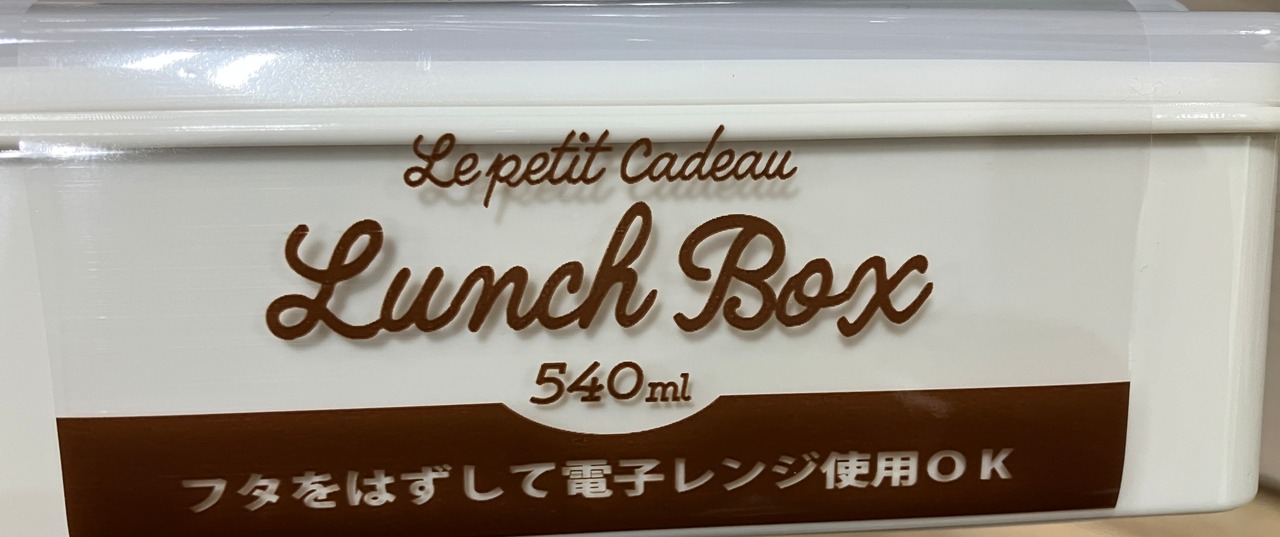 Le petit Cadeau
Lunch Box
540ml
フタをはずして電子レンジ使用OK